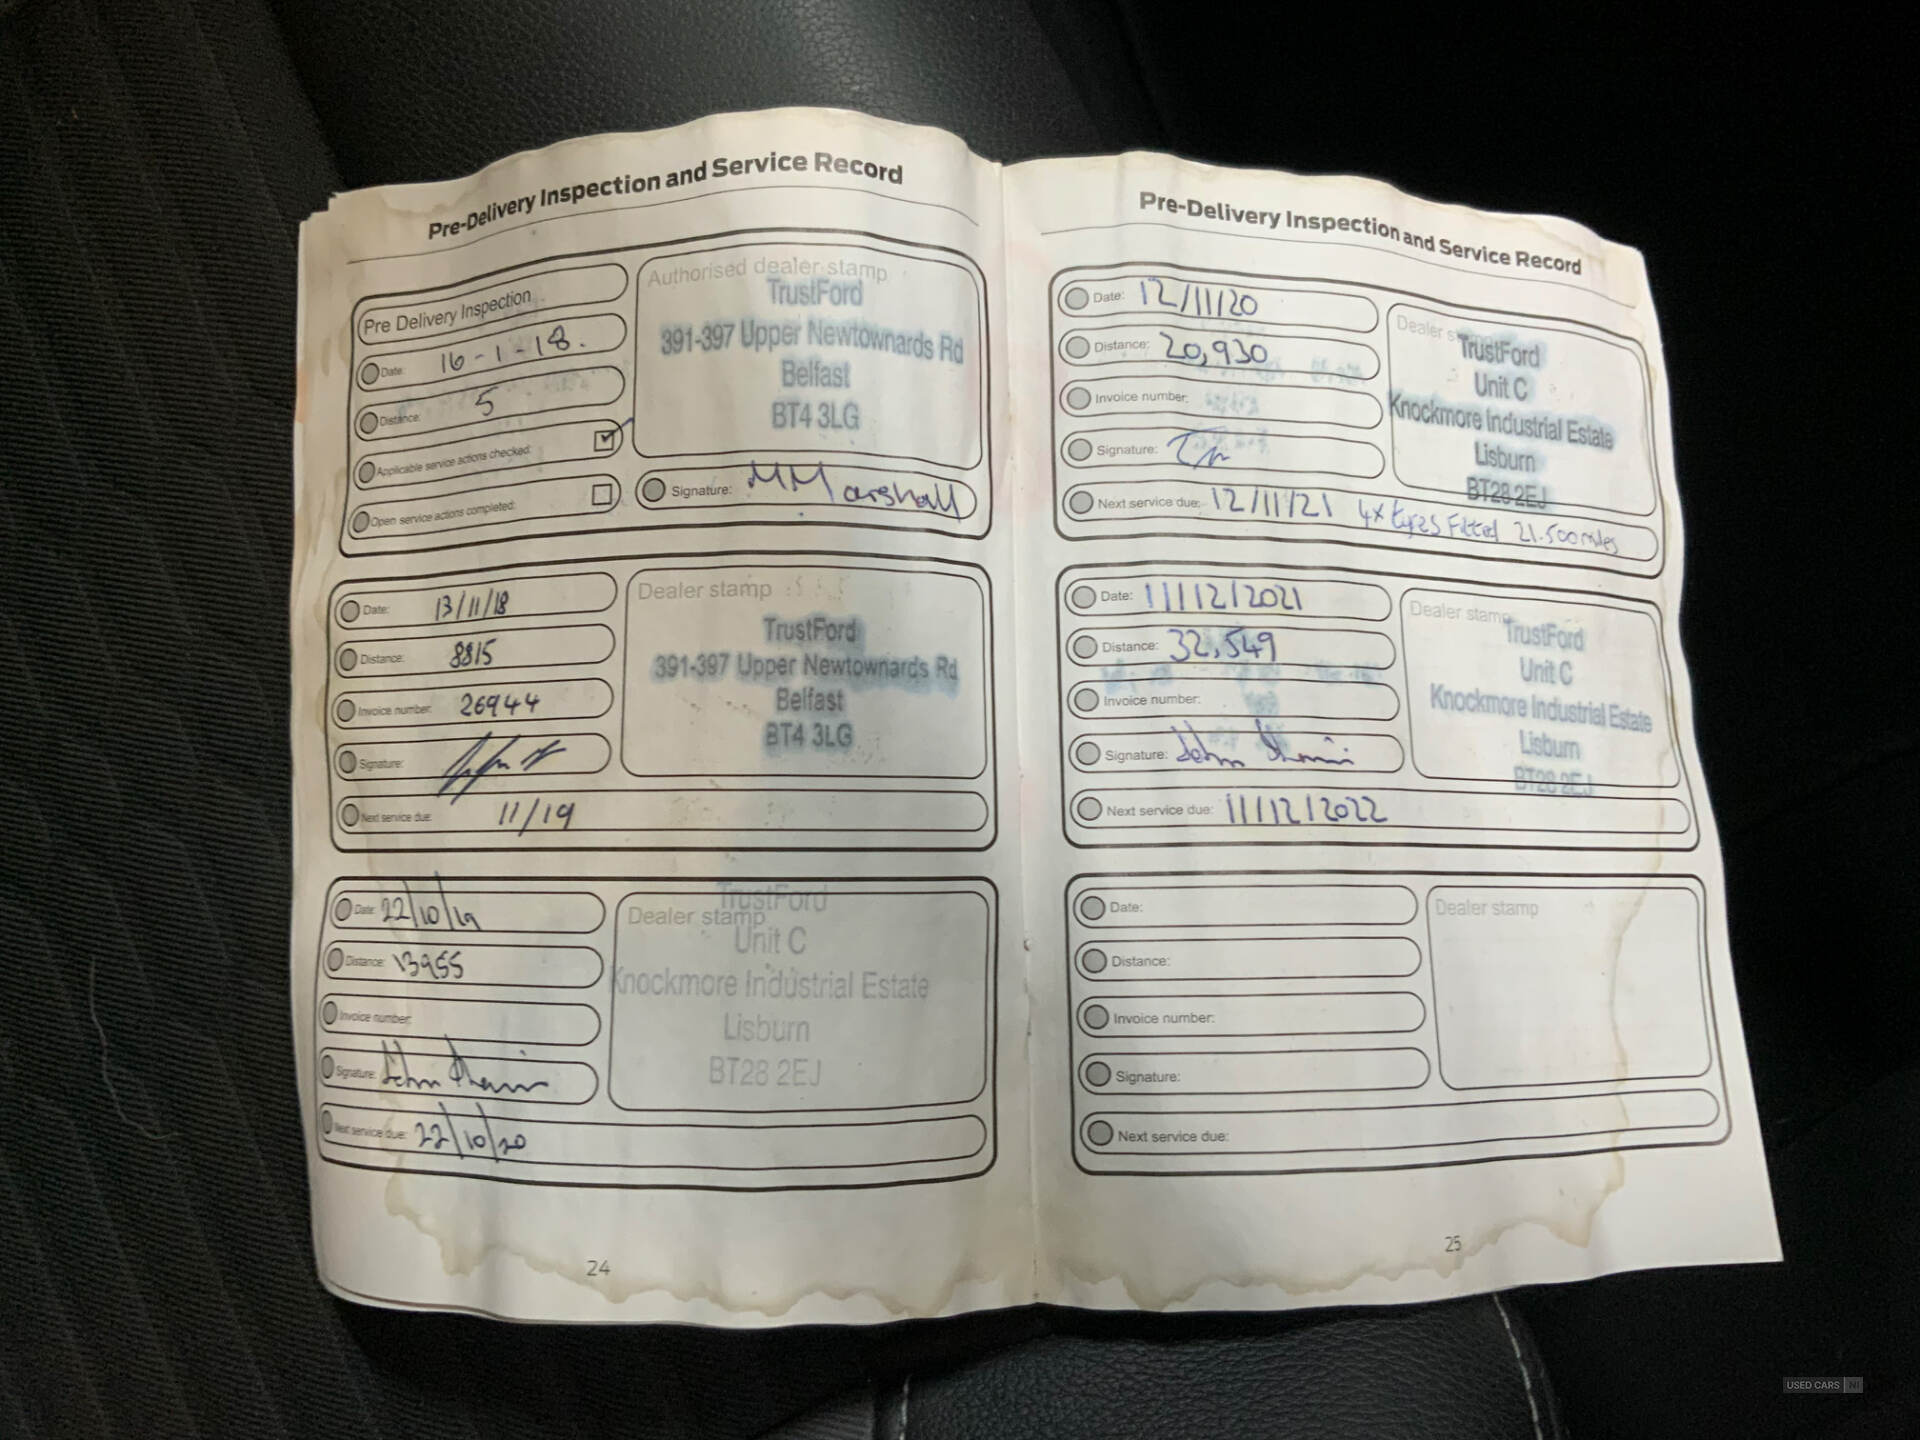 Pre-Delivery Inspection and Service Record
Pre Delivery Inspection
Date: 16-1-18.
Distance: 5
Applicable service actions checked:
Open service actions completed:
Authorised dealer stamp
TrustFord
391-397 Upper Newtownards Rd
Belfast
BT4 3LG
Signature: M Marshall
Date: 13/11/18
Distance: 8815
Invoice number: 26944
Signature:
Next service due: 11/19
Dealer stamp
TrustFord
391-397 Upper Newtownards Rd
Belfast
BT4 3LG
Date: 22/10/19
Distance: 13955
Invoice number:
Signature: John
Next service due: 22/10/20
TrustFord
Dealer stamp
Unit C
Knockmore Industrial Estate
Lisburn
BT28 2EJ
24
Pre-Delivery Inspection and Service Record
Date: 12/11/20
Distance: 20,930
Invoice number:
Signature:
Next service due: 12/11/21 4x tyres Fitted 21.500 miles
Dealer stamp
TrustFord
Unit C
Knockmore Industrial Estate
Lisburn
BT28 2EJ
Date: 11/12/2021
Distance: 32,549
Invoice number:
Signature: John
Next service due: 11/12/2022
Dealer stamp
TrustFord
Unit C
Knockmore Industrial Estate
Lisburn
BT28 2EJ
Date:
Distance:
Invoice number:
Signature:
Next service due:
Dealer stamp
25
USED CARS NI